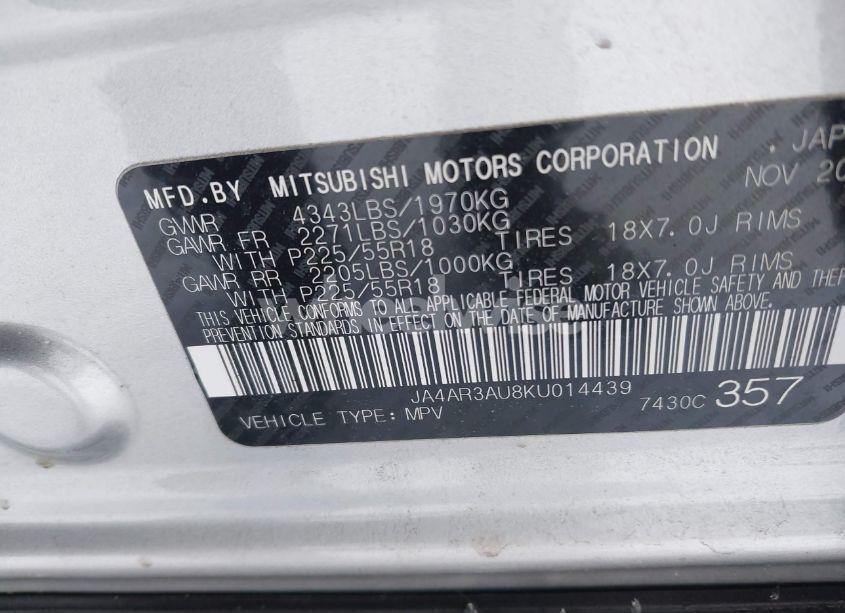 MFD.BY MITSUBISHI MOTORS CORPORATION . JAP
NOV 20
GVWR 4343LBS/1970KG
GAWR FR 2271LBS/1030KG
WITH P225/55R18 TIRES 18X7.0J RIMS
GAWR RR 2205LBS/1000KG
WITH P225/55R18 TIRES 18X7.0J RIMS
THIS VEHICLE CONFORMS TO ALL APPLICABLE FEDERAL MOTOR VEHICLE SAFETY AND THEF
PREVENTION STANDARDS IN EFFECT ON THE DATE OF MANUFACTURE SHOWN ABOVE.
JA4AR3AU8KU014439
VEHICLE TYPE: MPV 7430C 357